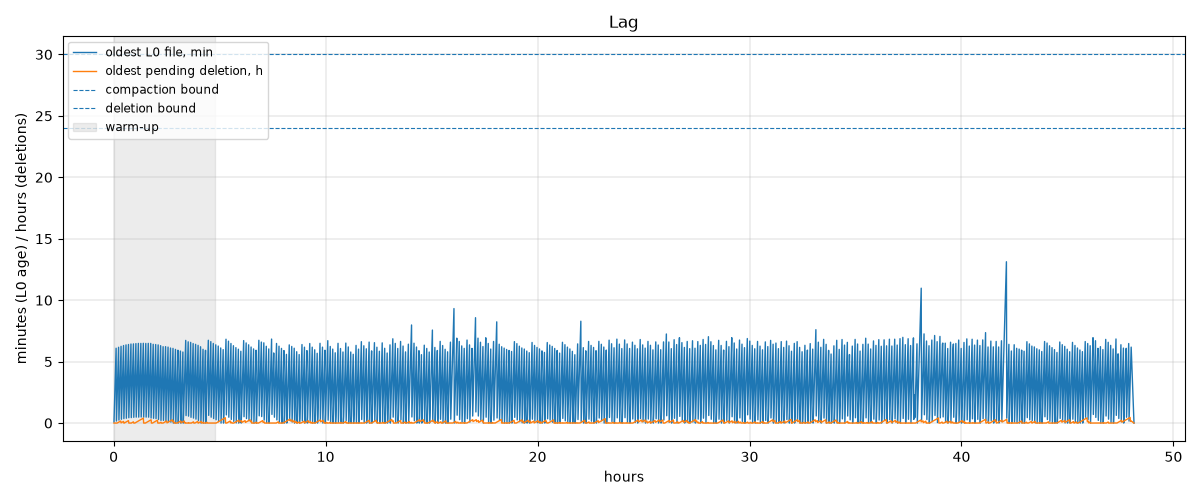 Lag
oldest L0 file, min
oldest pending deletion, h
compaction bound
deletion bound
warm-up
minutes (L0 age) / hours (deletions)
30
25
20
15
10
5
0
0 10 20 30 40 50
hours